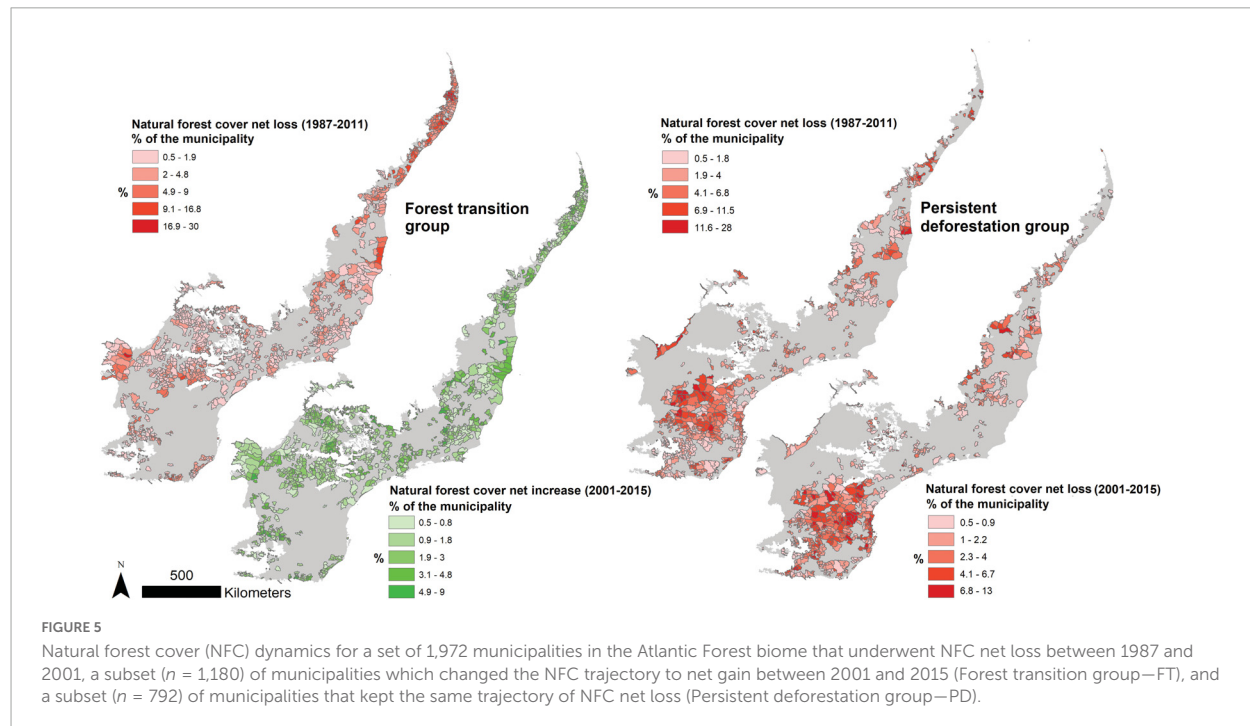 Natural forest cover net loss (1987-2011)
% of the municipality
%
0.5 - 1.9
2 - 4.8
4.9 - 9
9.1 - 16.8
16.9 - 30
Forest transition
group
Natural forest cover net increase (2001-2015)
% of the municipality
%
0.5 - 0.8
0.9 - 1.8
1.9 - 3
3.1 - 4.8
4.9 - 9
N
500
Kilometers
Natural forest cover net loss (1987-2011)
% of the municipality
%
0.5 - 1.8
1.9 - 4
4.1 - 6.8
6.9 - 11.5
11.6 - 28
Persistent
deforestation group
Natural forest cover net loss (2001-2015)
% of the municipality
%
0.5 - 0.9
1 - 2.2
2.3 - 4
4.1 - 6.7
6.8 - 13
FIGURE 5
Natural forest cover (NFC) dynamics for a set of 1,972 municipalities in the Atlantic Forest biome that underwent NFC net loss between 1987 and
2001, a subset (n = 1,180) of municipalities which changed the NFC trajectory to net gain between 2001 and 2015 (Forest transition group—FT), and
a subset (n = 792) of municipalities that kept the same trajectory of NFC net loss (Persistent deforestation group—PD).